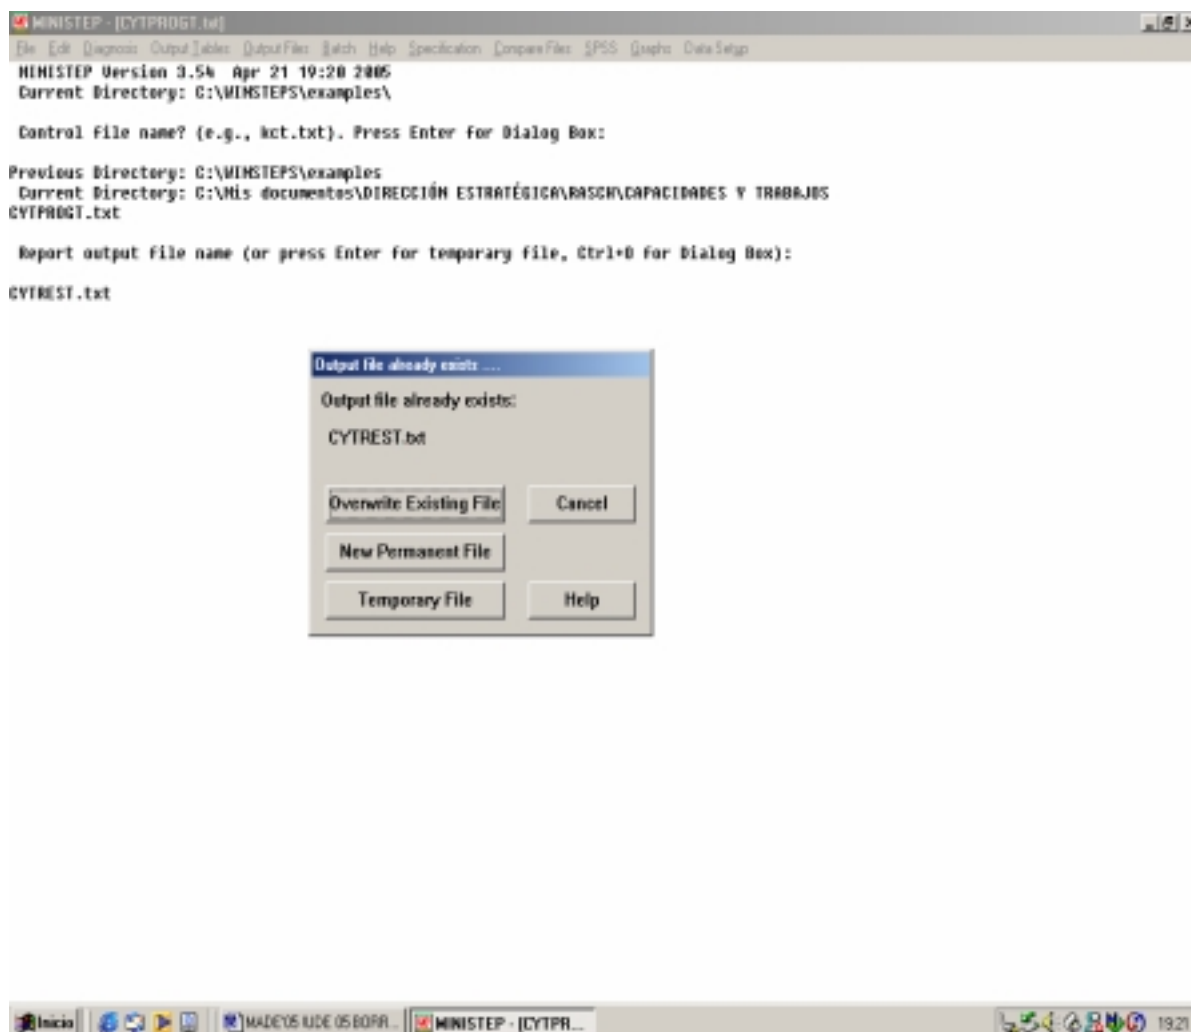 MINISTEP - [CYTPROGT.txt]
File Edit Diagnosis Output Tables Output Files Batch Help Specification Compare Files SPSS Graphs Data Setup
MINISTEP Version 3.54 Apr 21 19:20 2005
Current Directory: C:\WINSTEPS\examples\
Control file name? (e.g., kct.txt). Press Enter for Dialog Box:
Previous Directory: C:\WINSTEPS\examples
Current Directory: C:\Mis documentos\DIRECCIÓN ESTRATÉGICA\RASCH\CAPACIDADES Y TRABAJOS
CYTPROGT.txt
Report output file name (or press Enter for temporary file, Ctrl+O for Dialog Box):
CYTREST.txt
Output file already exists ....
Output file already exists:
CYTREST.txt
Overwrite Existing File
Cancel
New Permanent File
Temporary File
Help
Inicio
MADE'05 IUDE 05 BORR...
MINISTEP - [CYTPR...
19:21